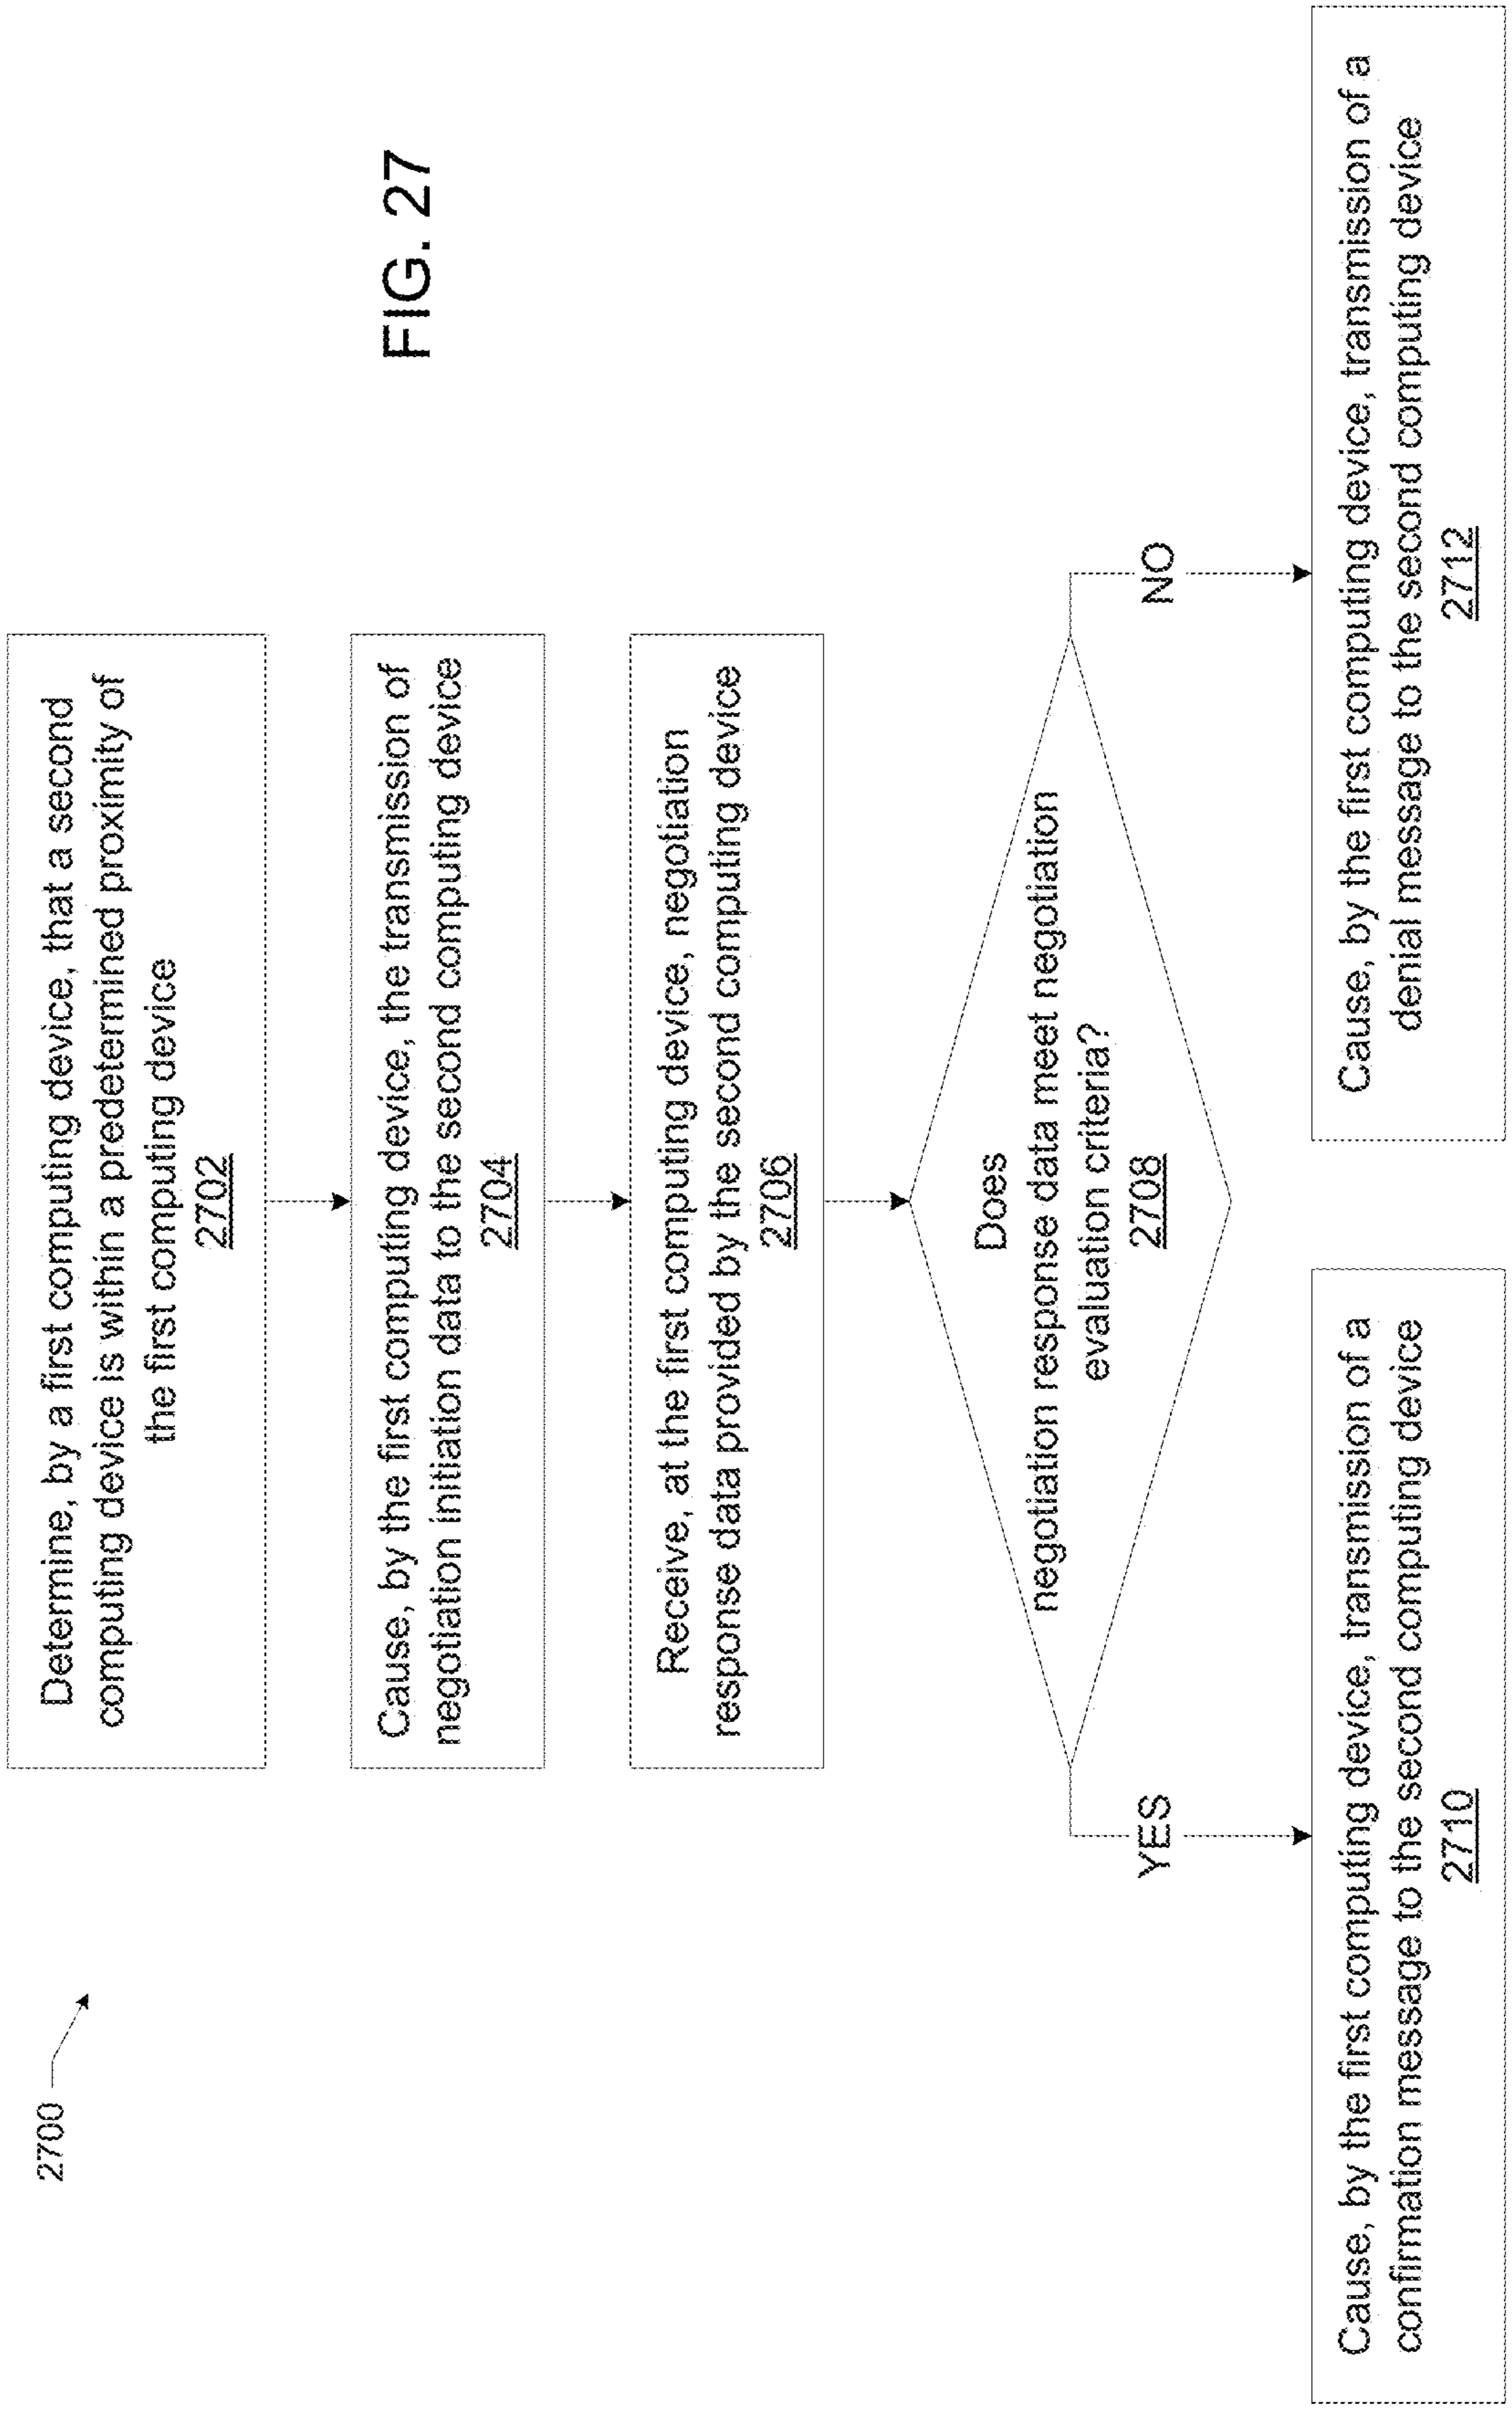 2700
Determine, by a first computing device, that a second
computing device is within a predetermined proximity of
the first computing device
2702
Cause, by the first computing device, the transmission of
negotiation initiation data to the second computing device
2704
Receive, at the first computing device, negotiation
response data provided by the second computing device
2706
Does
negotiation response data meet negotiation
evaluation criteria?
2708
YES
NO
Cause, by the first computing device, transmission of a
confirmation message to the second computing device
2710
Cause, by the first computing device, transmission of a
denial message to the second computing device
2712
FIG. 27